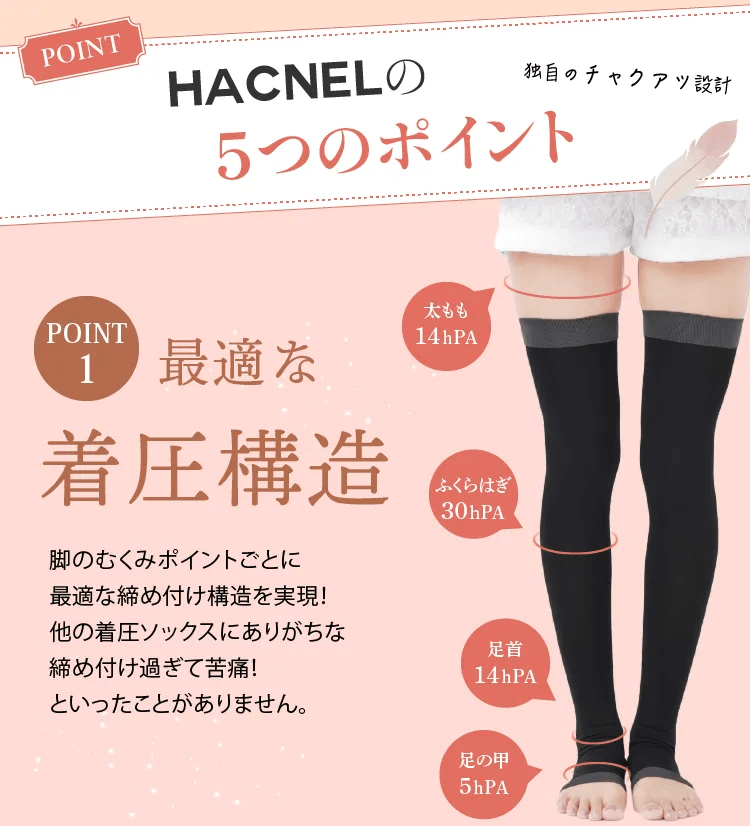 POINT
HACNELの
独自のチャクアツ設計
5つのポイント
POINT
1
最適な
着圧構造
脚のむくみポイントごとに
最適な締め付け構造を実現!
他の着圧ソックスにありがちな
締め付け過ぎて苦痛!
といったことがありません。
太もも
14hPA
ふくらはぎ
30hPA
足首
14hPA
足の甲
5hPA